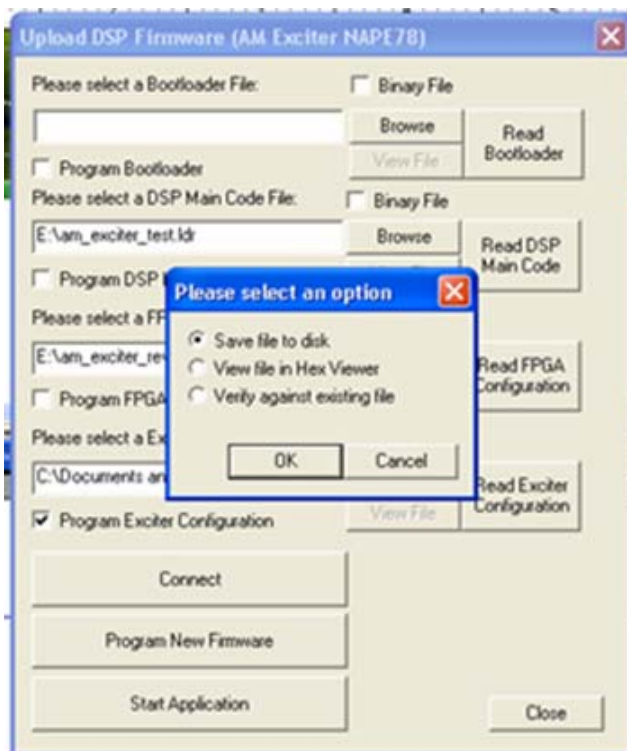 Upload DSP Firmware (AM Exciter NAPE78)
Please select a Bootloader File:
Binary File
Browse
Read
Bootloader
View File
Program Bootloader
Please select a DSP Main Code File:
Binary File
E:\am_exciter_test.ldr
Browse
Read DSP
Main Code
Program DSP
Please select an option
Please select a FF
Save file to disk
View file in Hex Viewer
Verify against existing file
E:\am_exciter_re
Read FPGA
Configuration
Program FPGA
Please select a Ex
OK
Cancel
C:\Documents an
Read Exciter
Configuration
View File
Program Exciter Configuration
Connect
Program New Firmware
Start Application
Close